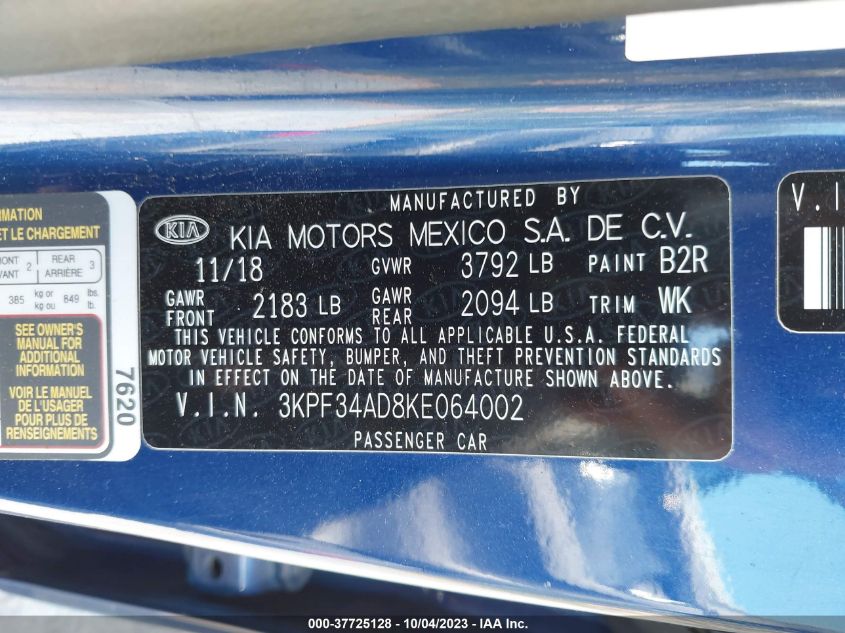 MANUFACTURED BY
KIA KIA MOTORS MEXICO S.A. DE C.V.
11/18 GVWR 3792 LB PAINT B2R
GAWR FRONT 2183 LB GAWR REAR 2094 LB TRIM WK
THIS VEHICLE CONFORMS TO ALL APPLICABLE U.S.A. FEDERAL
MOTOR VEHICLE SAFETY, BUMPER, AND THEFT PREVENTION STANDARDS
IN EFFECT ON THE DATE OF MANUFACTURE SHOWN ABOVE.
V.I.N. 3KPF34AD8KE064002
PASSENGER CAR
ET LE CHARGEMENT
2 REAR 3
ARRIÈRE
385 kg or 849 lbs.
kg ou lb.
SEE OWNER'S
MANUAL FOR
ADDITIONAL
INFORMATION
VOIR LE MANUEL
DE L'USAGER
POUR PLUS DE
RENSEIGNEMENTS
7620
V.I
000-37725128 - 10/04/2023 - IAA Inc.